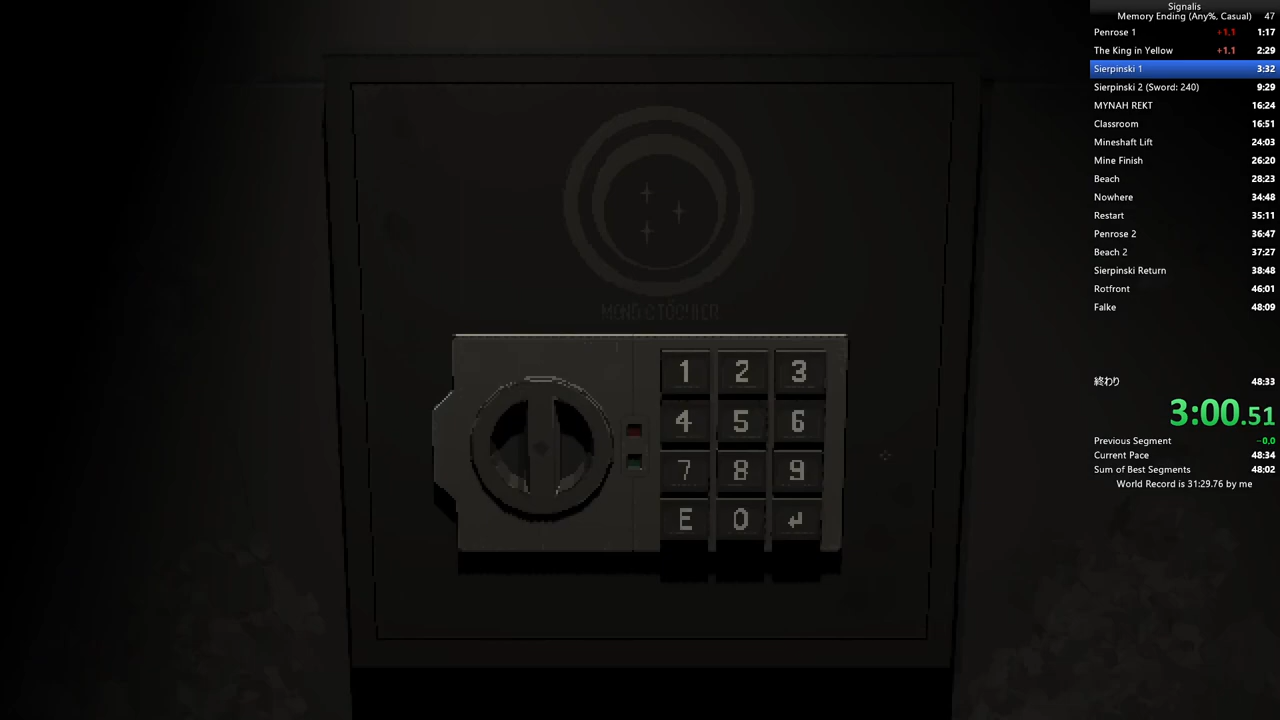 Signalis
Memory Ending (Any%, Casual) 47
Penrose 1 +1.1 1:17
The King in Yellow +1.1 2:29
Sierpinski 1 3:32
Sierpinski 2 (Sword: 240) 9:29
MYNAH REKT 16:24
Classroom 16:51
Mineshaft Lift 24:03
Mine Finish 26:20
Beach 28:23
Nowhere 34:48
Restart 35:11
Penrose 2 36:47
Beach 2 37:27
Sierpinski Return 38:48
Rotfront 46:01
Falke 48:09
終わり 48:33
3:00.51
Previous Segment -0.0
Current Pace 48:34
Sum of Best Segments 48:02
World Record is 31:29.76 by me
1 2 3
4 5 6
7 8 9
E 0 ↵